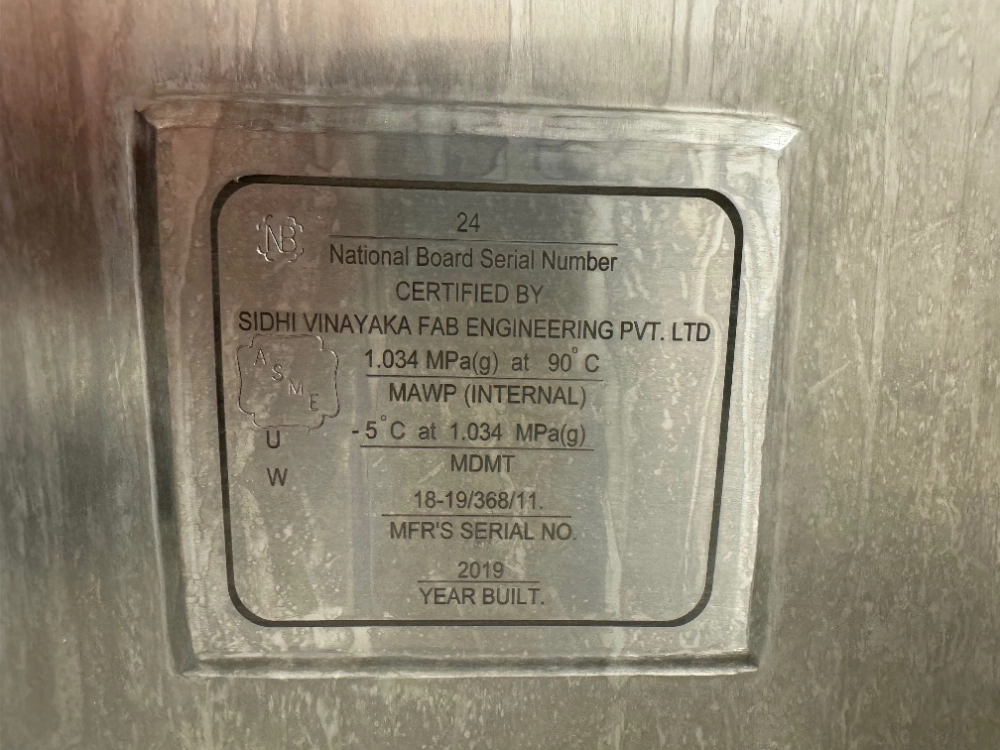 NB
24
National Board Serial Number
CERTIFIED BY
SIDHI VINAYAKA FAB ENGINEERING PVT. LTD
ASME
1.034 MPa(g) at 90°C
MAWP (INTERNAL)
U
-5°C at 1.034 MPa(g)
MDMT
W
18-19/368/11.
MFR'S SERIAL NO.
2019
YEAR BUILT.